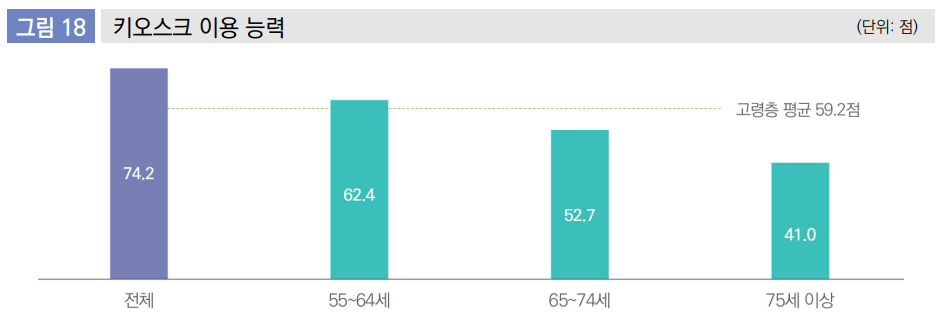 그림 18 키오스크 이용 능력 (단위: 점)
고령층 평균 59.2점
74.2
62.4
52.7
41.0
전체 55~64세 65~74세 75세 이상